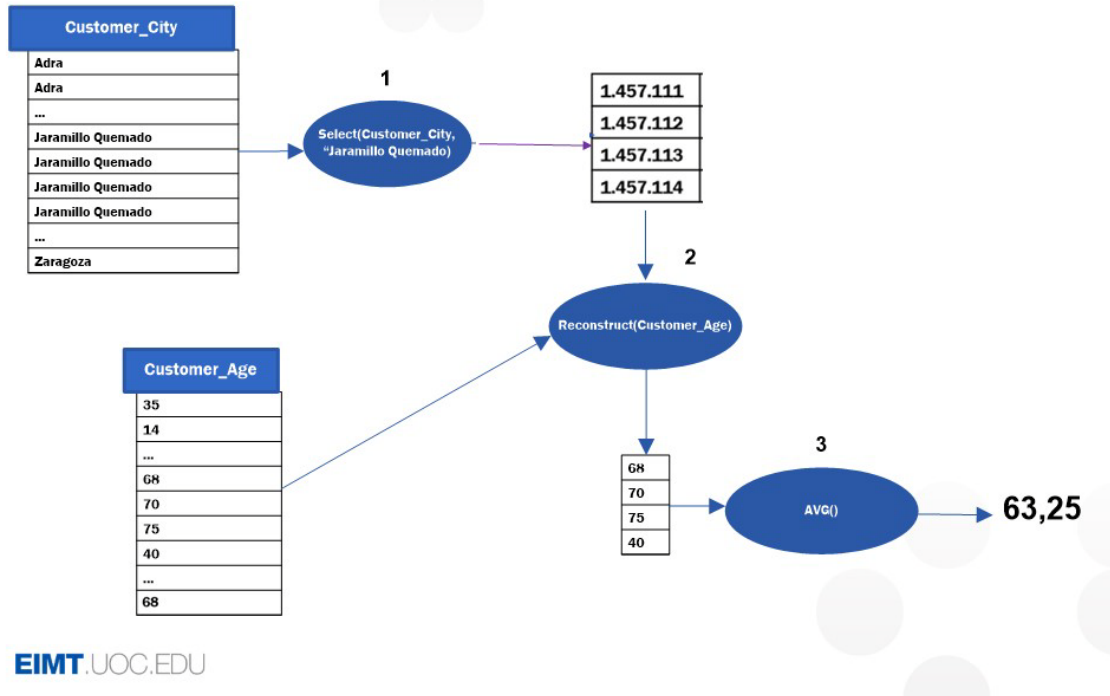 Customer_City
Adra
Adra
...
Jaramillo Quemado
Jaramillo Quemado
Jaramillo Quemado
Jaramillo Quemado
...
Zaragoza
1
Select(Customer_City,
"Jaramillo Quemado)
1.457.111
1.457.112
1.457.113
1.457.114
2
Reconstruct(Customer_Age)
Customer_Age
35
14
...
68
70
75
40
...
68
68
70
75
40
3
AVG()
63,25
EIMT.UOC.EDU